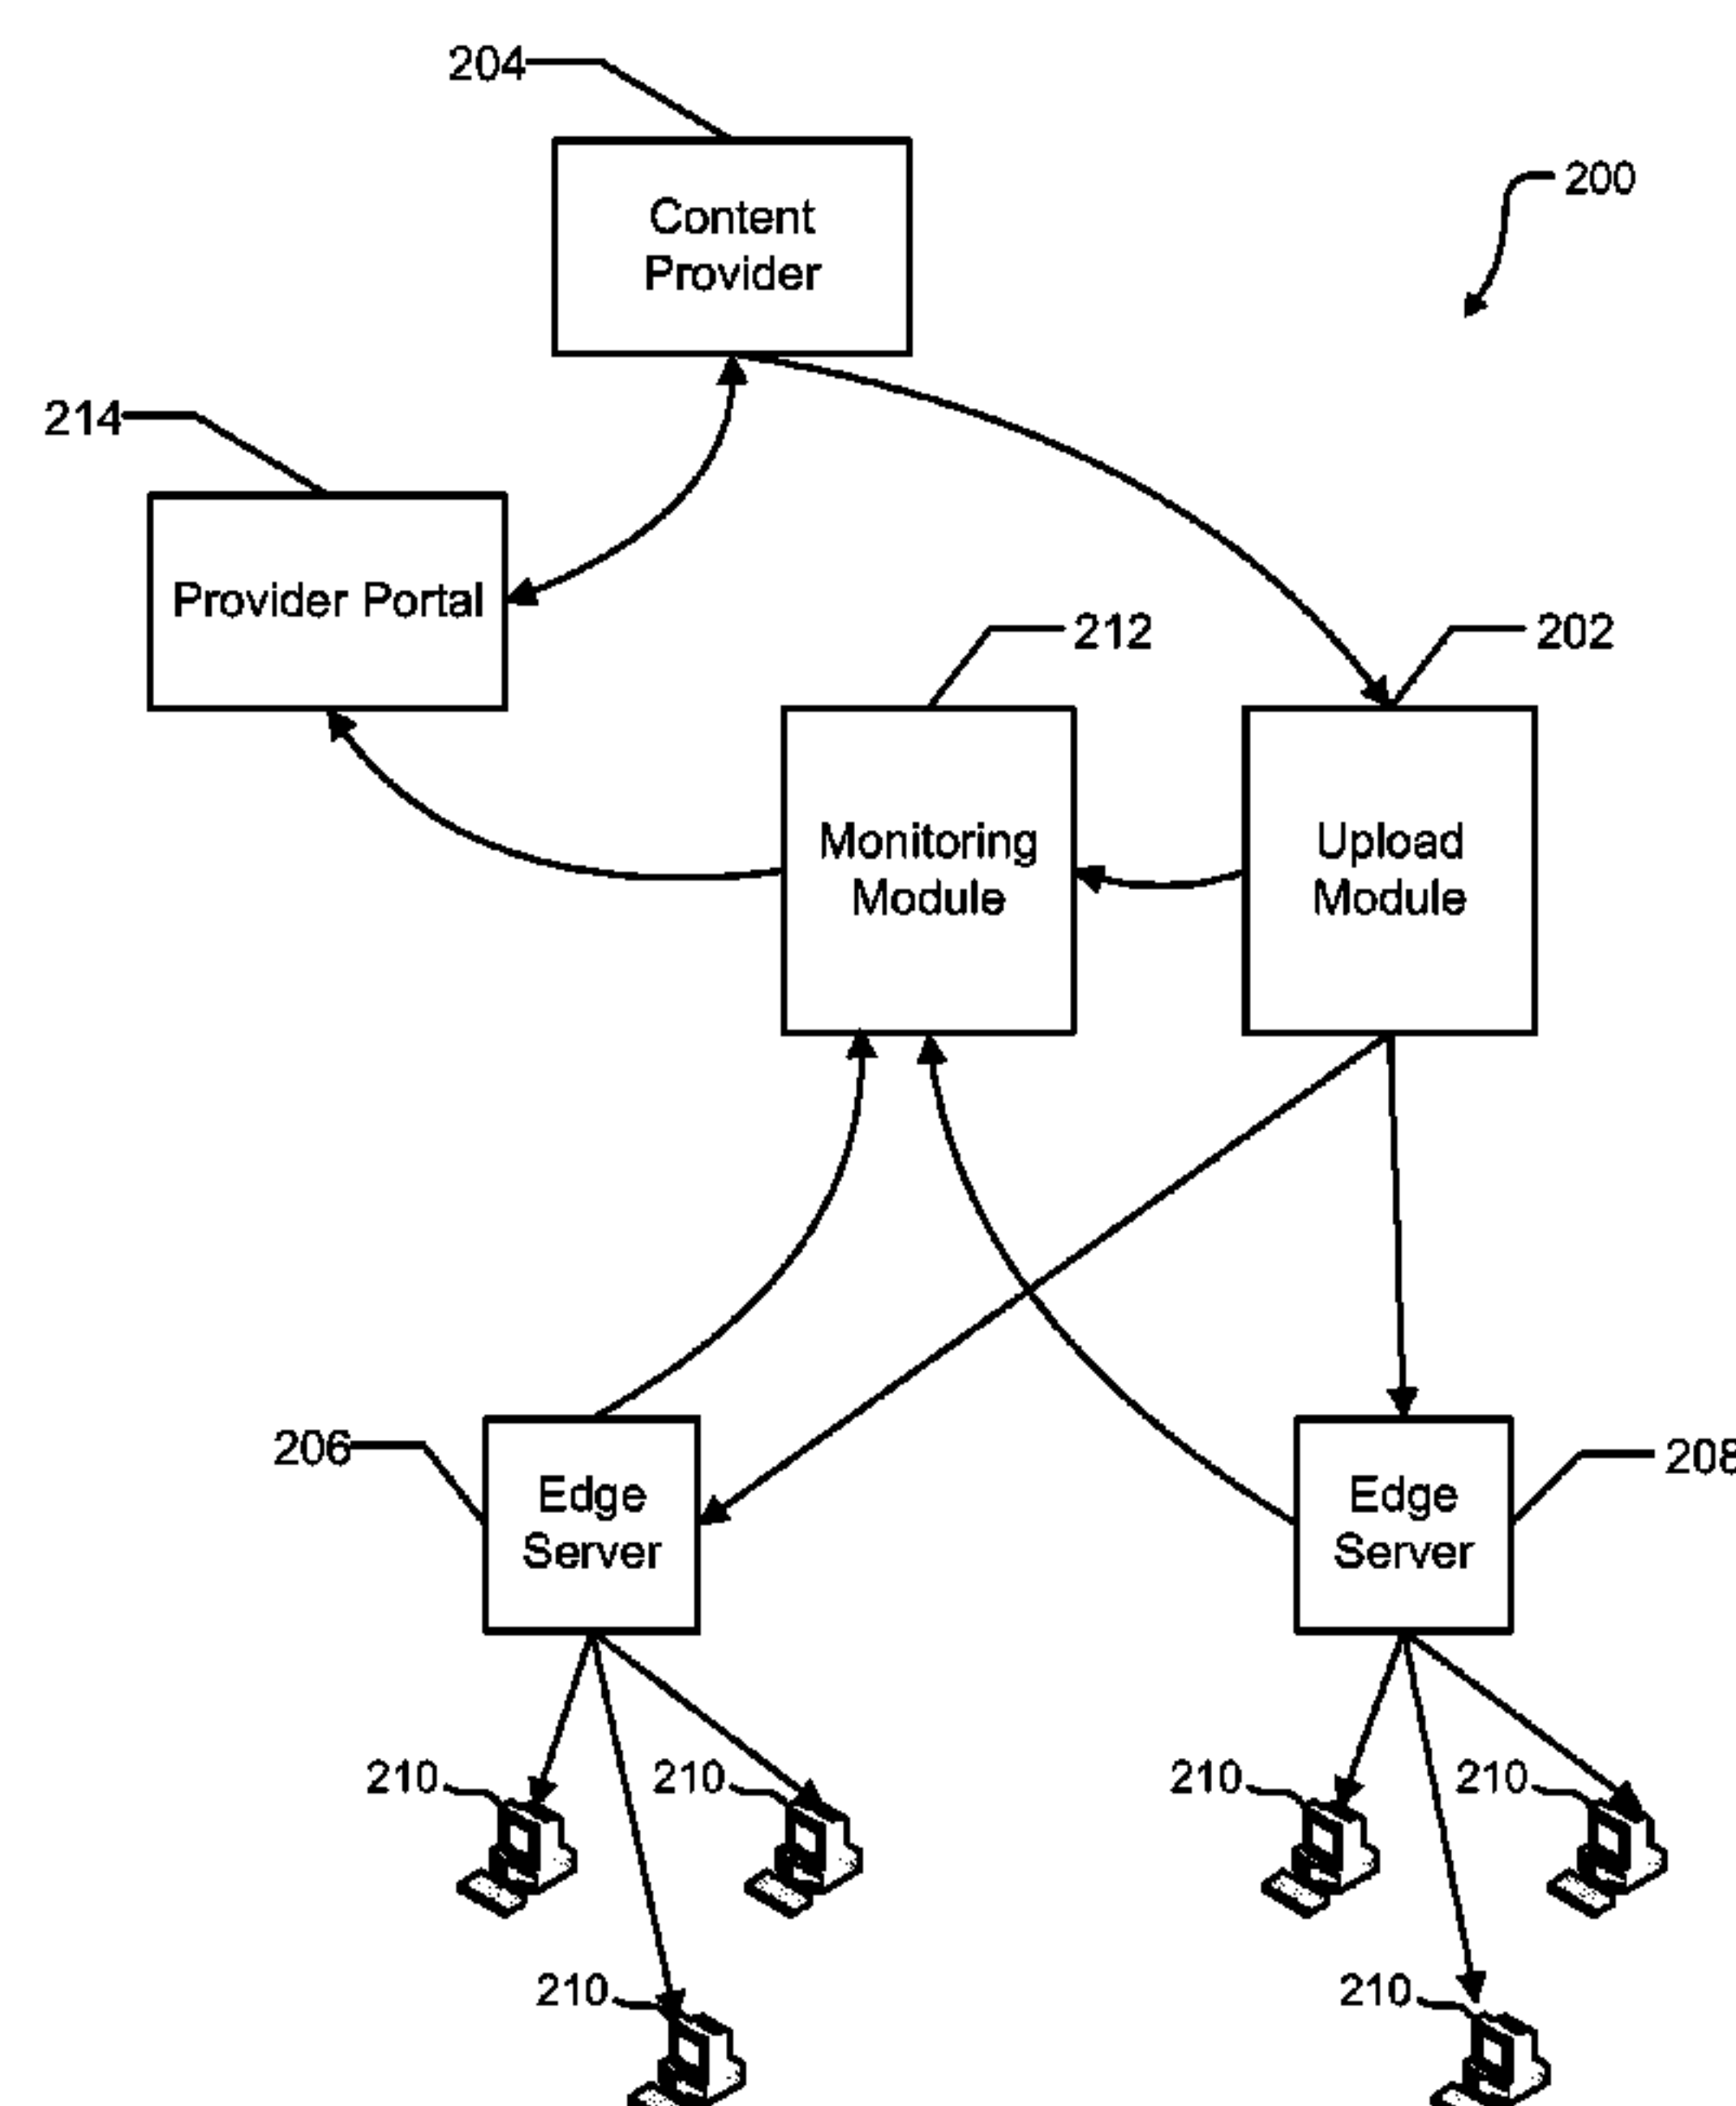 204
Content
Provider
200
214
Provider Portal
212
202
Monitoring
Module
Upload
Module
206
Edge
Server
Edge
Server
208
210
210
210
210
210
210